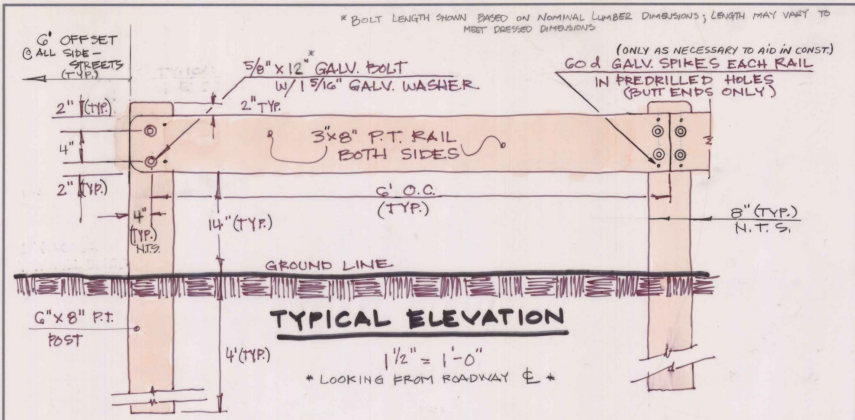 * BOLT LENGTH SHOWN BASED ON NOMINAL LUMBER DIMENSIONS; LENGTH MAY VARY TO
MEET DRESSED DIMENSIONS
6' OFFSET
@ ALL SIDE-
STREETS
(TYP.)
5/8" x 12" GALV. BOLT *
W/ 1 5/16" GALV. WASHER
(ONLY AS NECESSARY TO AID IN CONST.)
60 d GALV. SPIKES EACH RAIL
IN PREDRILLED HOLES
(BUTT ENDS ONLY)
2" (TYP.)
2" TYP.
4"
3"x8" P.T. RAIL
BOTH SIDES
2" (TYP.)
6' O.C.
(TYP.)
4"
(TYP.)
N.T.S.
14" (TYP.)
8" (TYP.)
N.T.S.
GROUND LINE
TYPICAL ELEVATION
6"x8" P.T.
POST
4' (TYP.)
1 1/2" = 1'-0"
* LOOKING FROM ROADWAY ℄ *